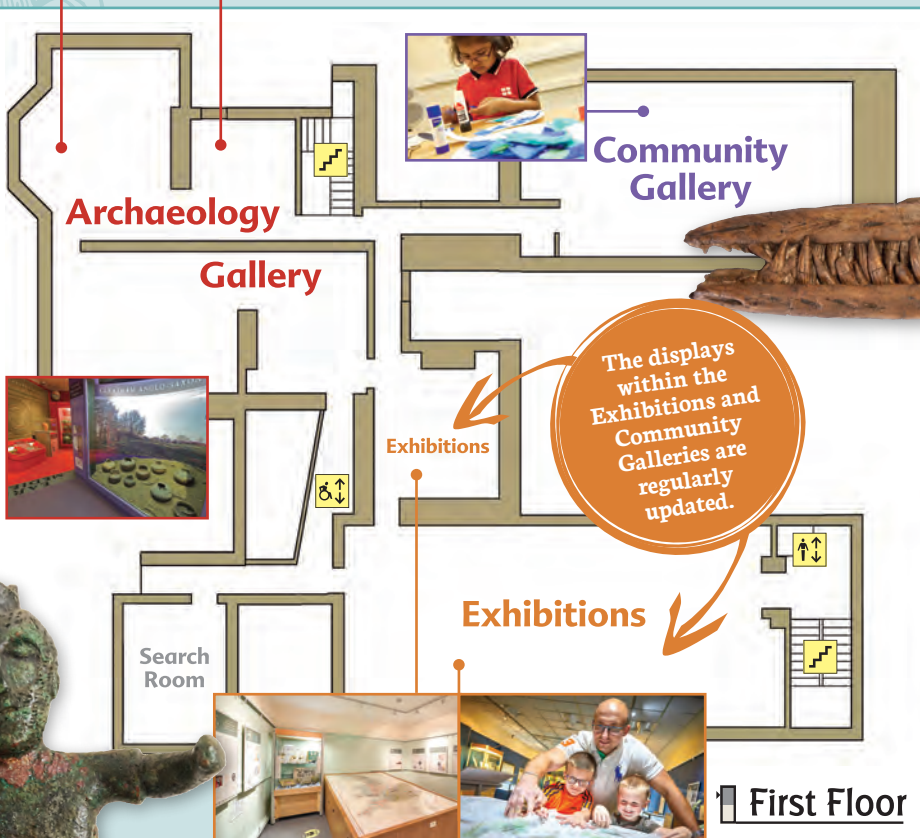 Community
Gallery
Archaeology
Gallery
The displays
within the
Exhibitions and
Community
Galleries are
regularly
updated.
Exhibitions
Exhibitions
Search
Room
First Floor